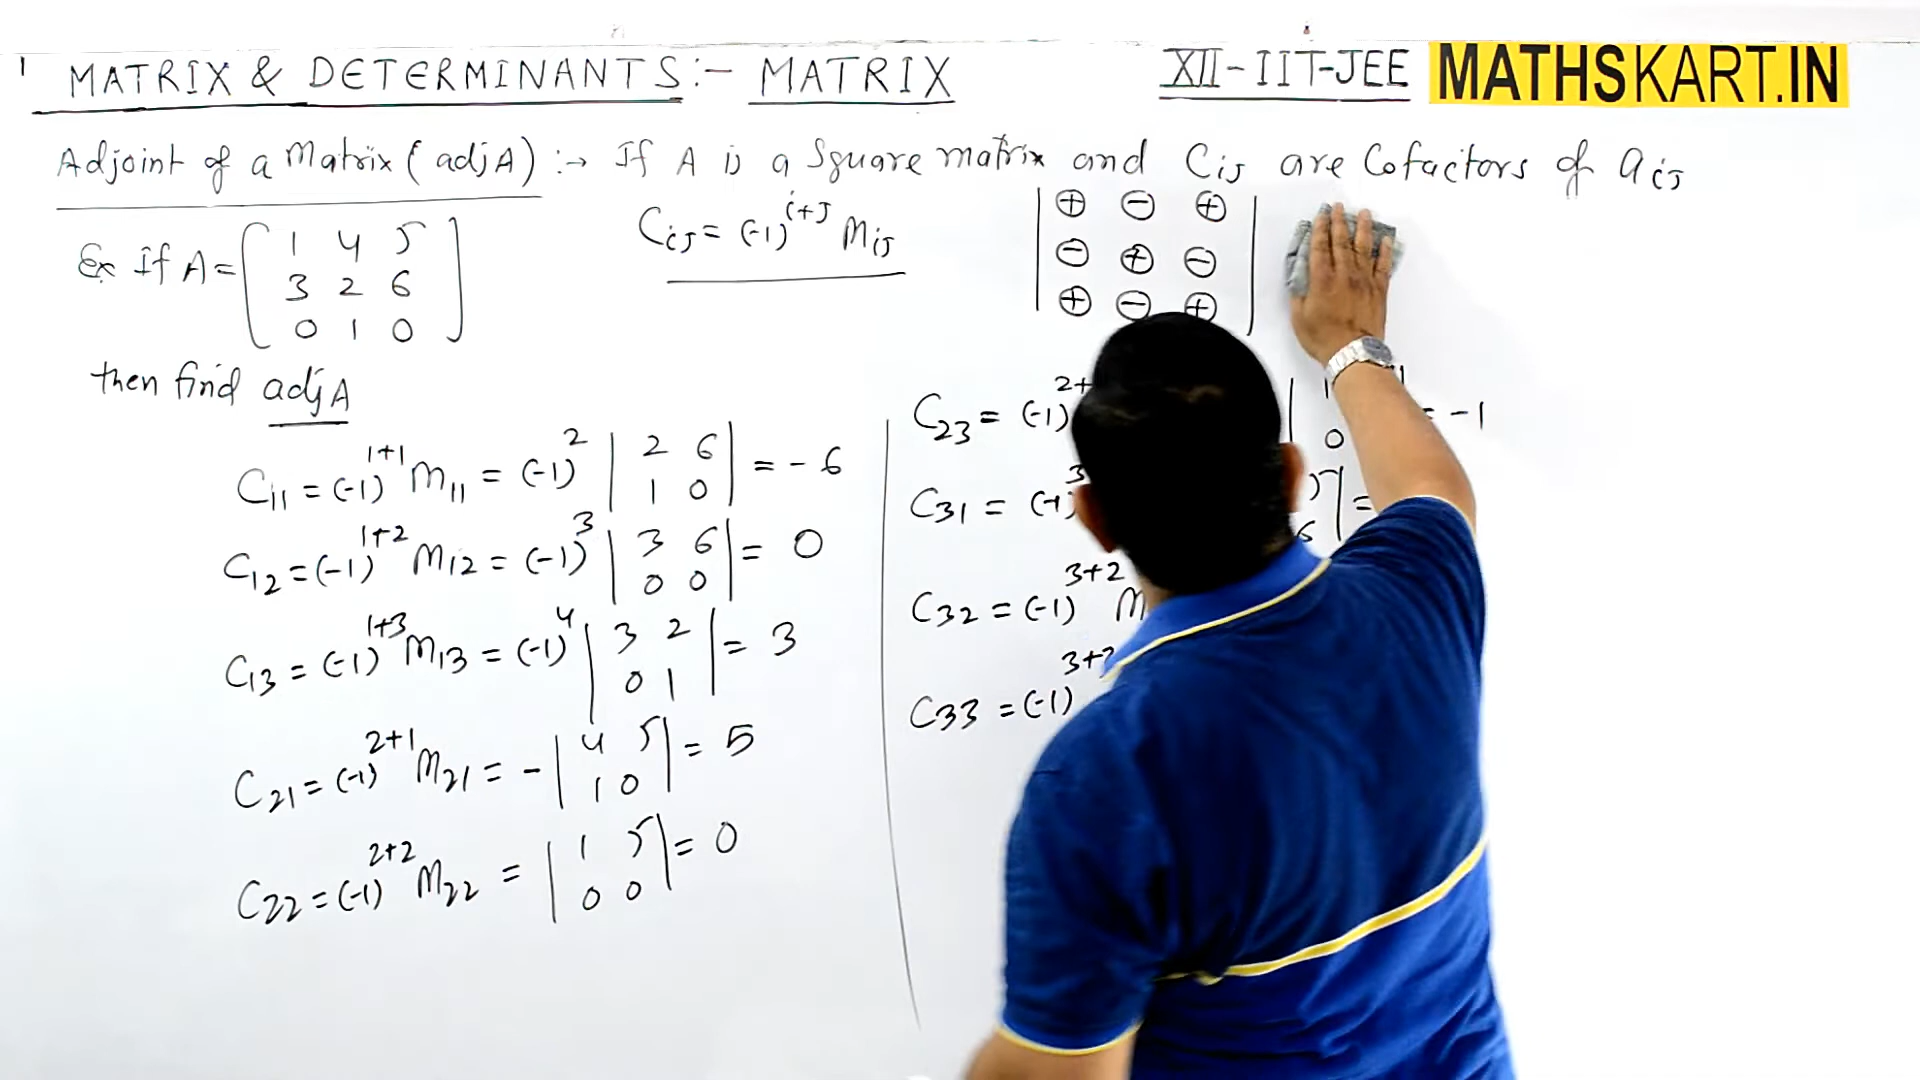 MATRIX & DETERMINANTS:- MATRIX XII-IIT-JEE MATHSKART.IN
Adjoint of a Matrix (adj A) :→ If A is a Square matrix and Cij are Cofactors of aij
Ex If A = [ 1 4 5
3 2 6
0 1 0 ]
then find adj A
Cij = (-1)^{i+j} Mij
| ⊕ ⊖ ⊕ |
| ⊖ ⊕ ⊖ |
| ⊕ ⊖ ⊕ |
C11 = (-1)^{1+1} M11 = (-1)^2 | 2 6 | = -6
1 0
C12 = (-1)^{1+2} M12 = (-1)^3 | 3 6 | = 0
0 0
C13 = (-1)^{1+3} M13 = (-1)^4 | 3 2 | = 3
0 1
C21 = (-1)^{2+1} M21 = - | 4 5 | = 5
1 0
C22 = (-1)^{2+2} M22 = | 1 5 | = 0
0 0
C23 = (-1)^{2+ | 1 = -1
0
C31 = (-1)^{3 5 | =
6
C32 = (-1)^{3+2} M
C33 = (-1)^{3+